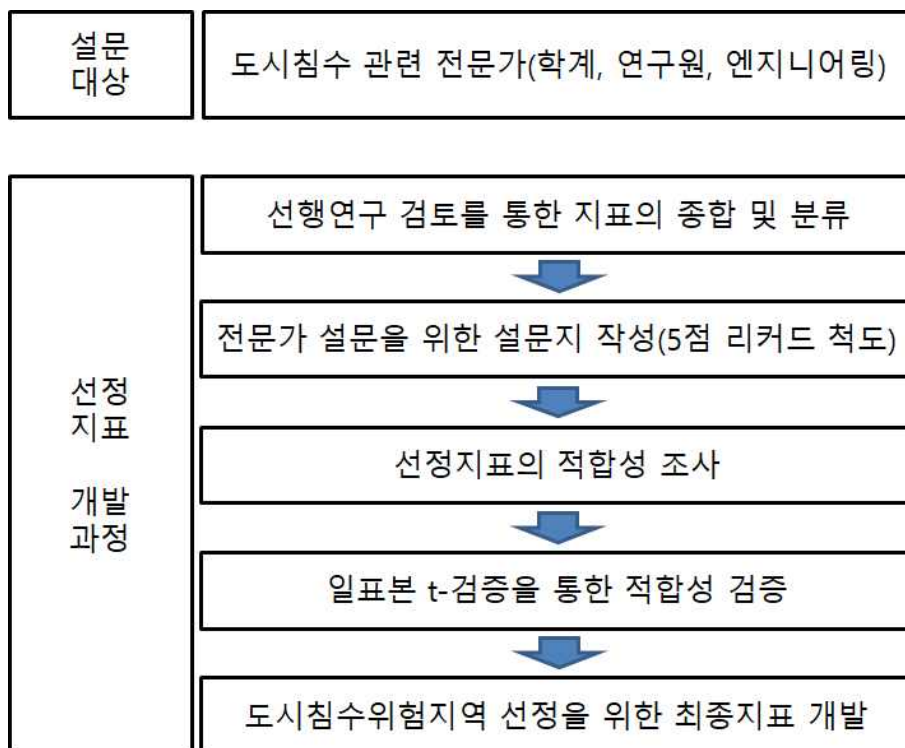 설문
대상
도시침수 관련 전문가(학계, 연구원, 엔지니어링)
선정
지표
개발
과정
선행연구 검토를 통한 지표의 종합 및 분류
전문가 설문을 위한 설문지 작성(5점 리커드 척도)
선정지표의 적합성 조사
일표본 t-검증을 통한 적합성 검증
도시침수위험지역 선정을 위한 최종지표 개발